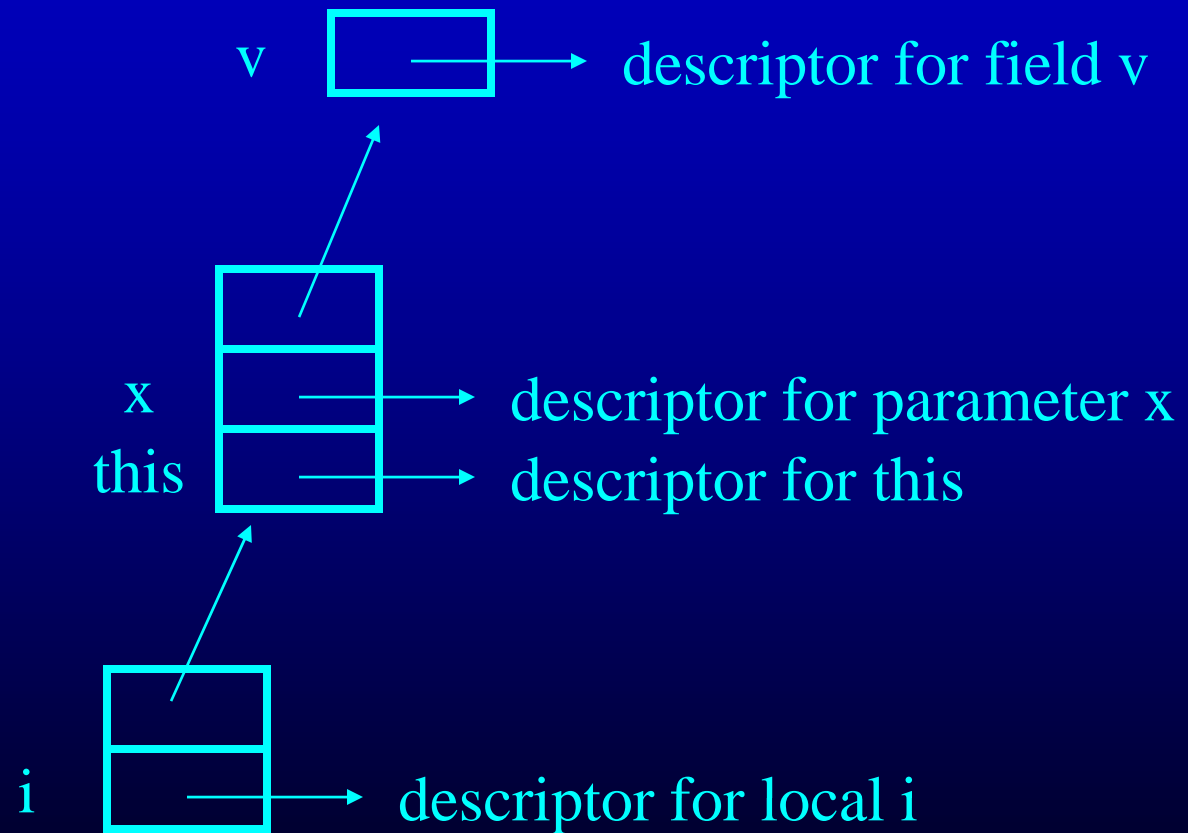 v descriptor for field v
x descriptor for parameter x
this descriptor for this
i descriptor for local i